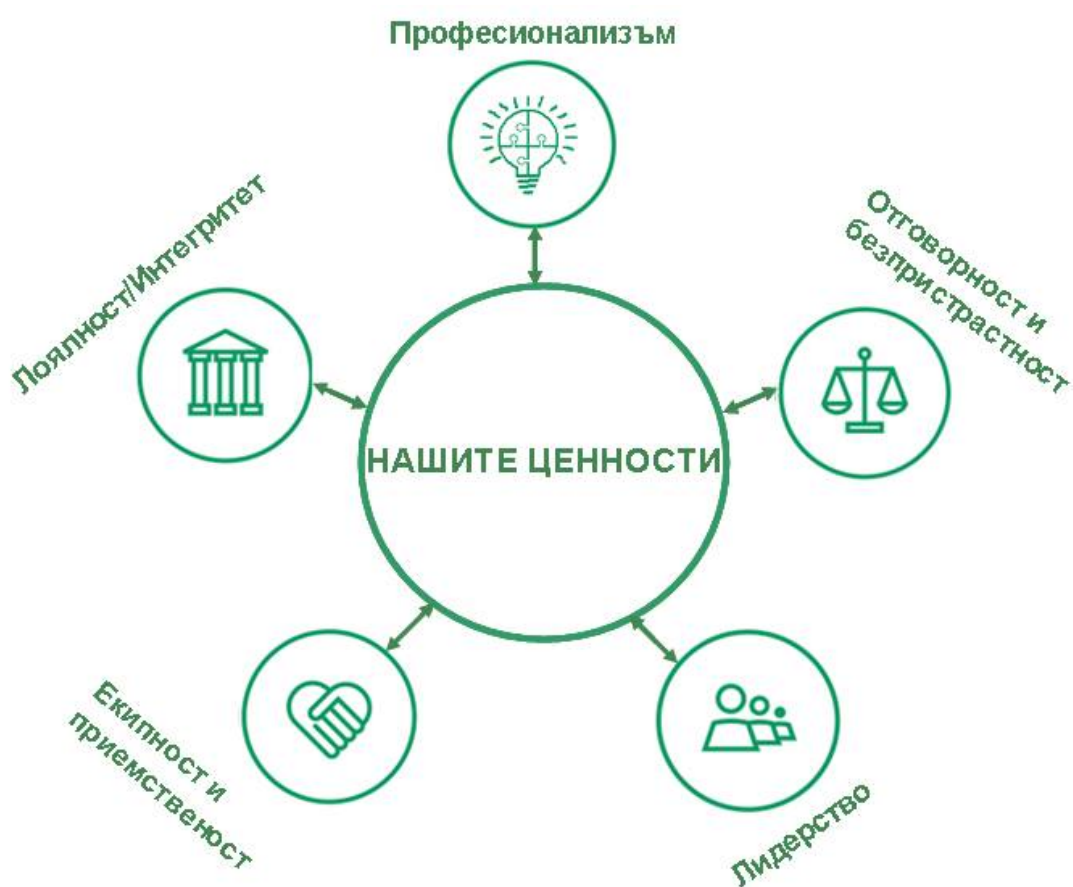 Професионализъм
Отговорност и
безпристрастност
Лоялност/Интегритет
НАШИТЕ ЦЕННОСТИ
Екипност и
приемственост
Лидерство